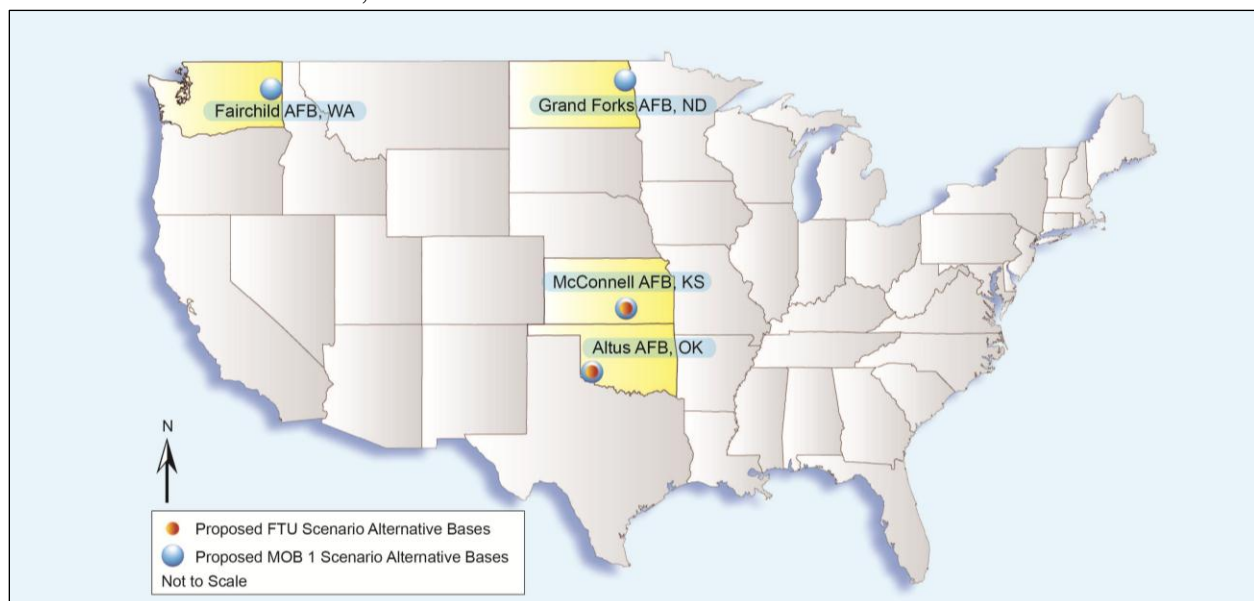 Fairchild AFB, WA
Grand Forks AFB, ND
McConnell AFB, KS
Altus AFB, OK
N
Proposed FTU Scenario Alternative Bases
Proposed MOB 1 Scenario Alternative Bases
Not to Scale